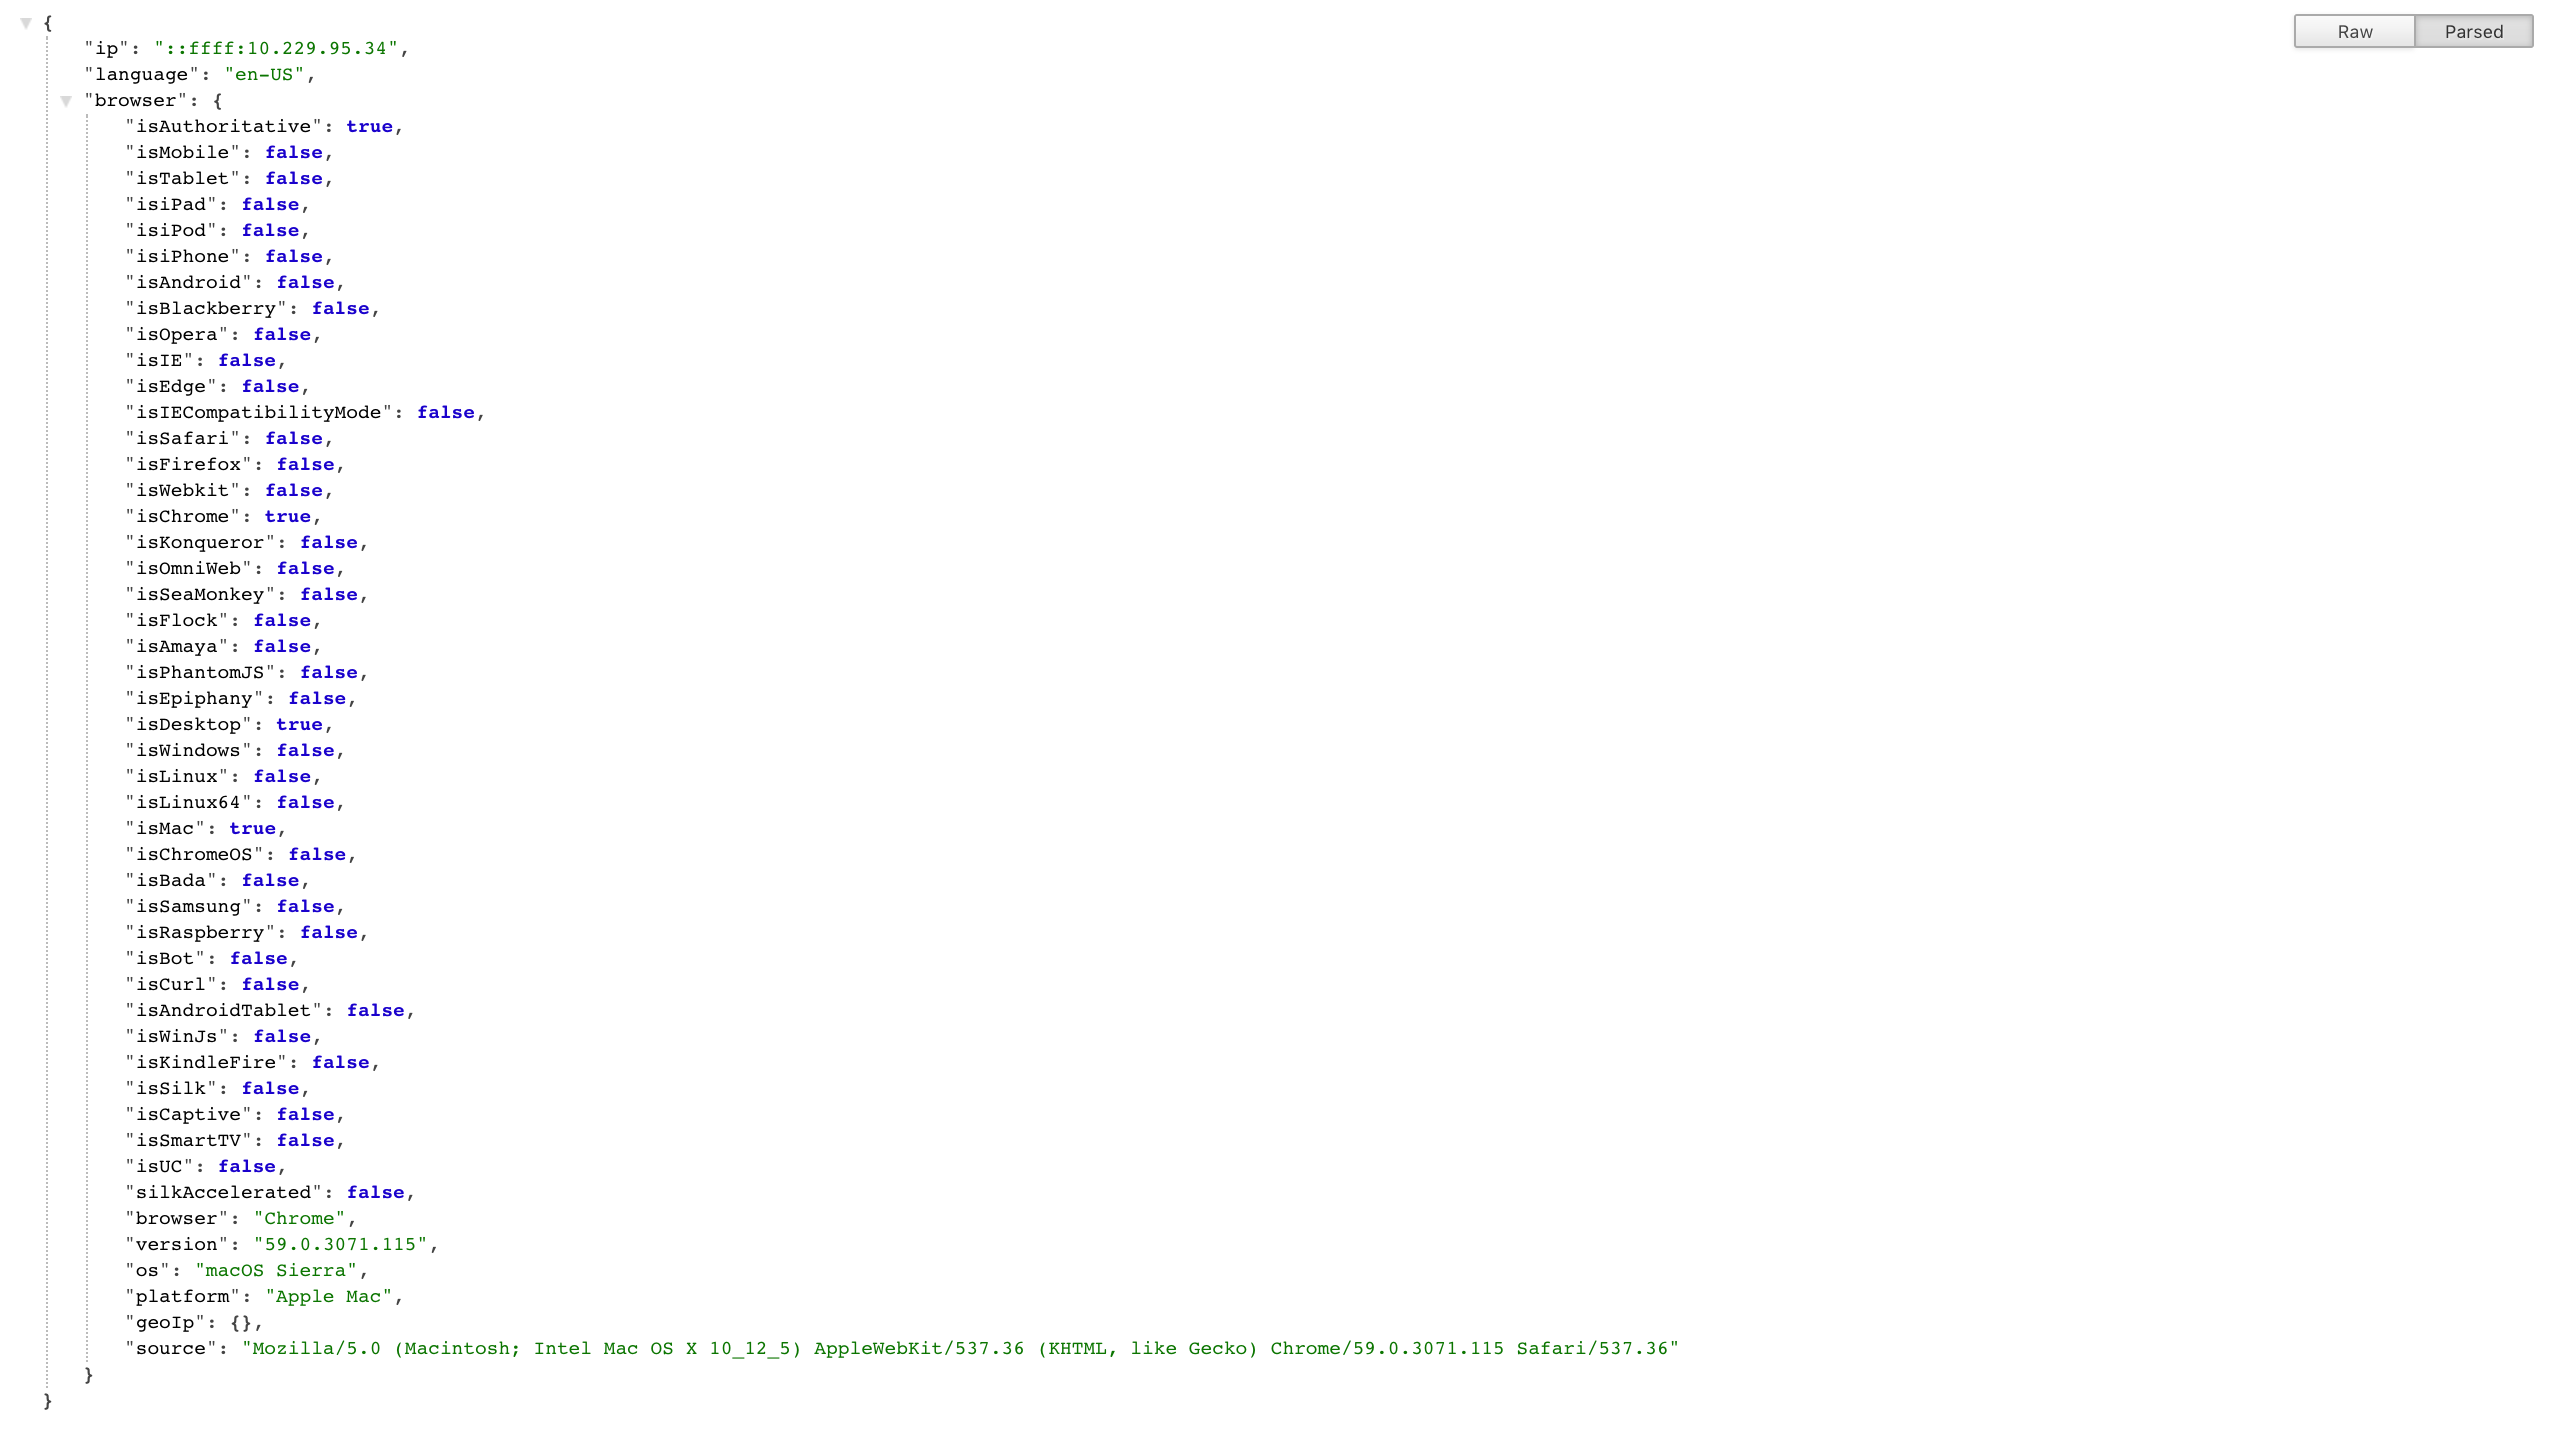 {
"ip": "::ffff:10.229.95.34",
"language": "en-US",
"browser": {
"isAuthoritative": true,
"isMobile": false,
"isTablet": false,
"isiPad": false,
"isiPod": false,
"isiPhone": false,
"isAndroid": false,
"isBlackberry": false,
"isOpera": false,
"isIE": false,
"isEdge": false,
"isIECompatibilityMode": false,
"isSafari": false,
"isFirefox": false,
"isWebkit": false,
"isChrome": true,
"isKonqueror": false,
"isOmniWeb": false,
"isSeaMonkey": false,
"isFlock": false,
"isAmaya": false,
"isPhantomJS": false,
"isEpiphany": false,
"isDesktop": true,
"isWindows": false,
"isLinux": false,
"isLinux64": false,
"isMac": true,
"isChromeOS": false,
"isBada": false,
"isSamsung": false,
"isRaspberry": false,
"isBot": false,
"isCurl": false,
"isAndroidTablet": false,
"isWinJs": false,
"isKindleFire": false,
"isSilk": false,
"isCaptive": false,
"isSmartTV": false,
"isUC": false,
"silkAccelerated": false,
"browser": "Chrome",
"version": "59.0.3071.115",
"os": "macOS Sierra",
"platform": "Apple Mac",
"geoIp": {},
"source": "Mozilla/5.0 (Macintosh; Intel Mac OS X 10_12_5) AppleWebKit/537.36 (KHTML, like Gecko) Chrome/59.0.3071.115 Safari/537.36"
}
}
Raw Parsed